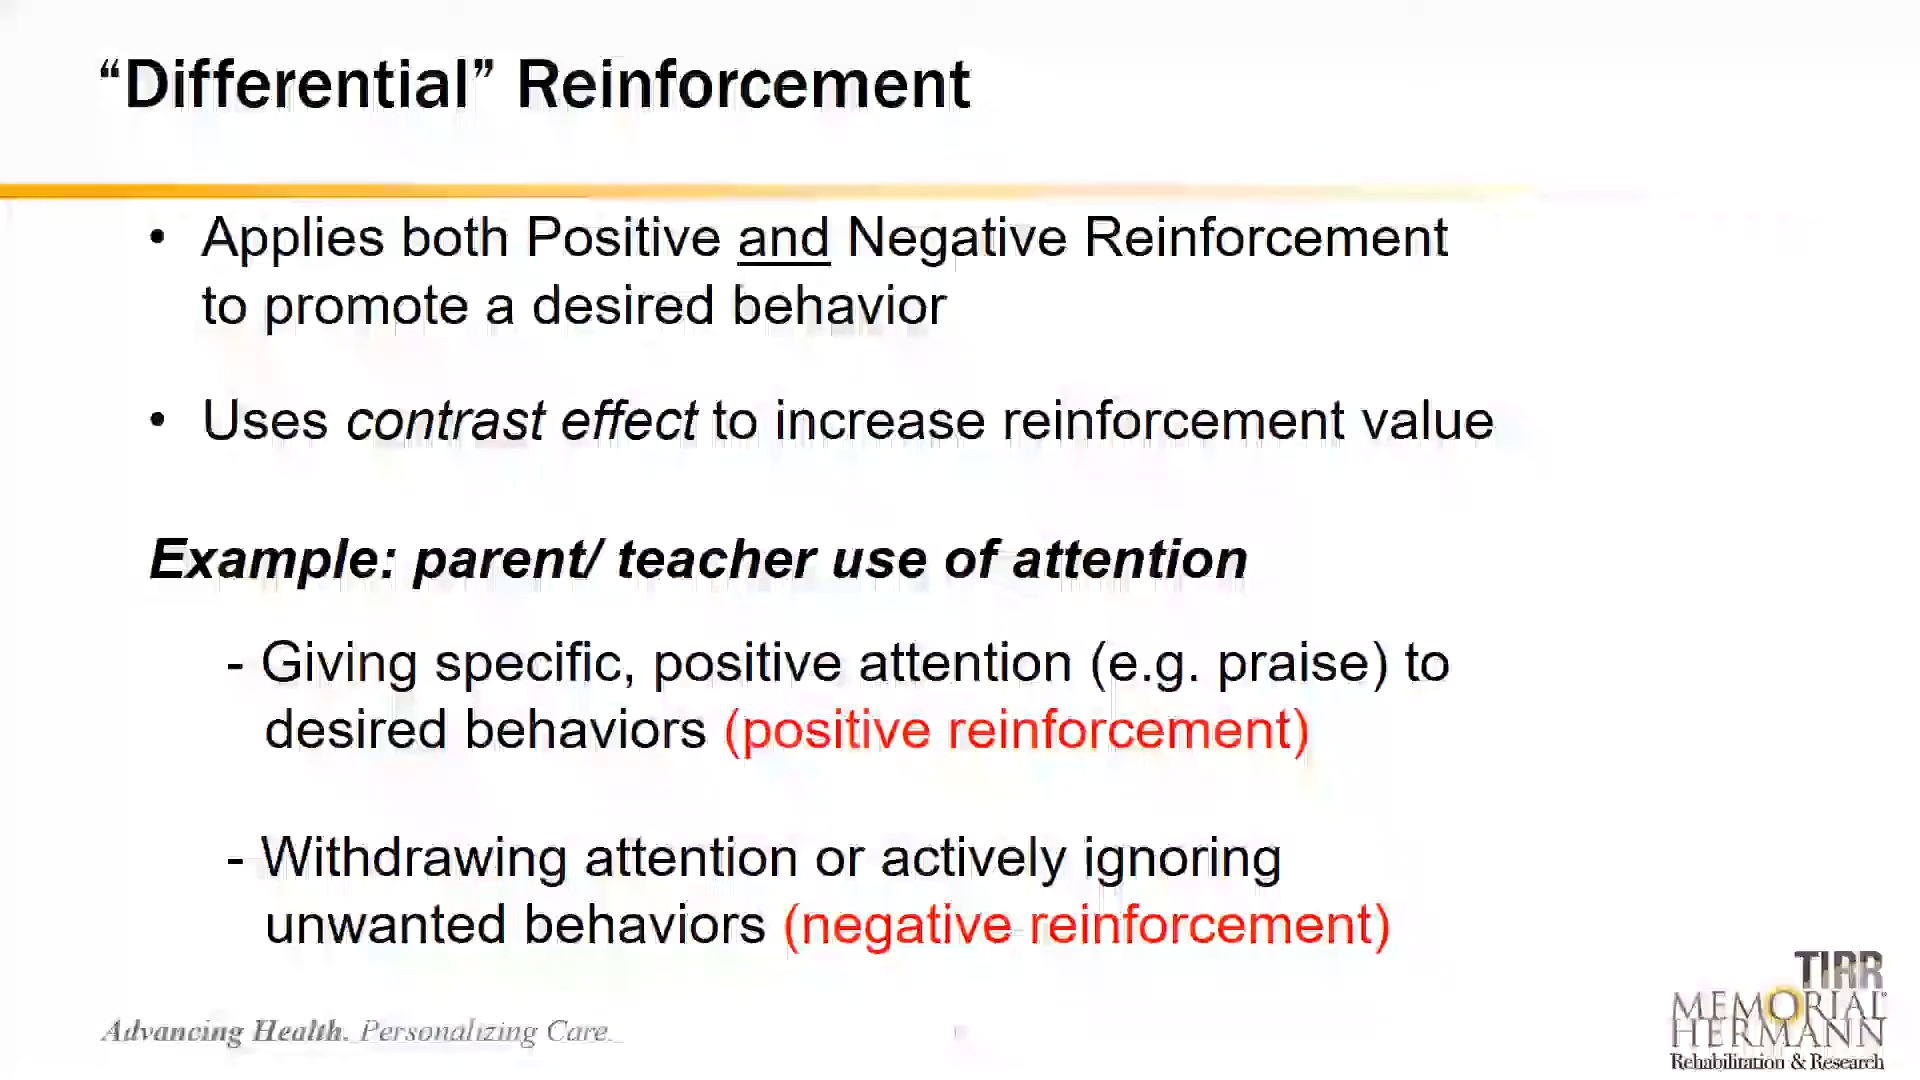 “Differential” Reinforcement
• Applies both Positive and Negative Reinforcement
to promote a desired behavior
• Uses contrast effect to increase reinforcement value
Example: parent/ teacher use of attention
- Giving specific, positive attention (e.g. praise) to
desired behaviors (positive reinforcement)
- Withdrawing attention or actively ignoring
unwanted behaviors (negative reinforcement)
Advancing Health. Personalizing Care.
TIRR
MEMORIAL
HERMANN
Rehabilitation & Research